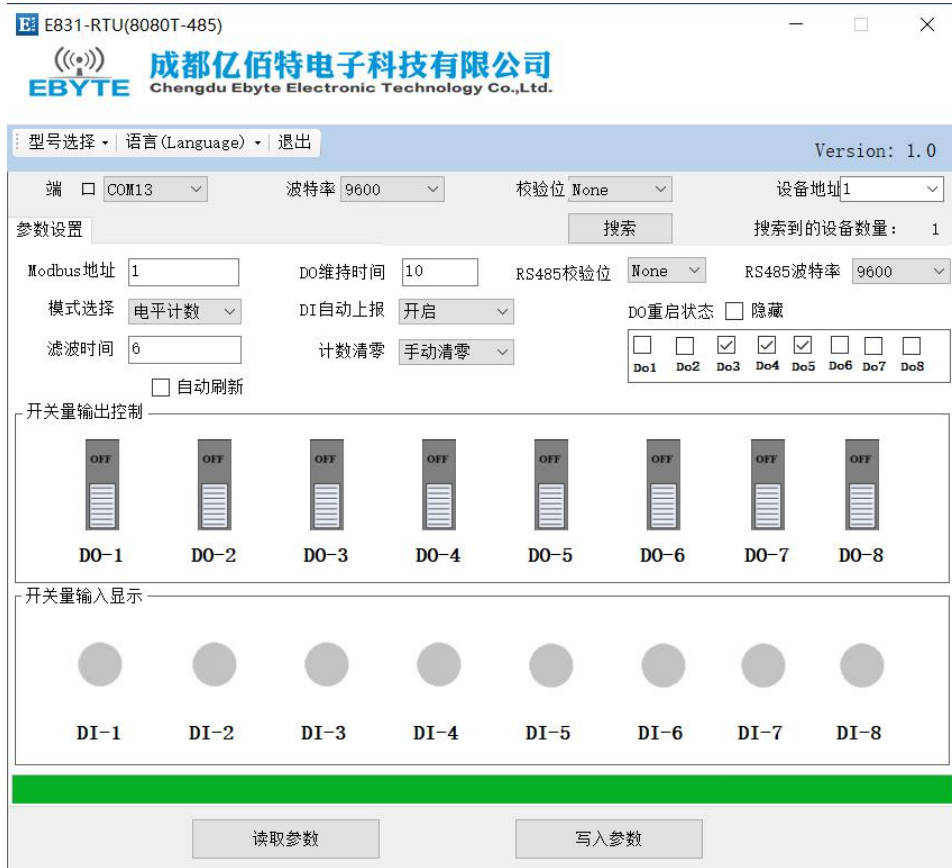 E831-RTU(8080T-485)
EBYTE
成都亿佰特电子科技有限公司
Chengdu Ebyte Electronic Technology Co.,Ltd.
型号选择 语言(Language) 退出
Version: 1.0
端 口 COM13 波特率 9600 校验位 None 设备地址 1
参数设置 搜索 搜索到的设备数量: 1
Modbus地址 1 DO维持时间 10 RS485校验位 None RS485波特率 9600
模式选择 电平计数 DI自动上报 开启 DO重启状态 隐藏
滤波时间 6 计数清零 手动清零
Do1 Do2 Do3 Do4 Do5 Do6 Do7 Do8
自动刷新
开关量输出控制
OFF OFF OFF OFF OFF OFF OFF OFF
DO-1 DO-2 DO-3 DO-4 DO-5 DO-6 DO-7 DO-8
开关量输入显示
DI-1 DI-2 DI-3 DI-4 DI-5 DI-6 DI-7 DI-8
读取参数 写入参数